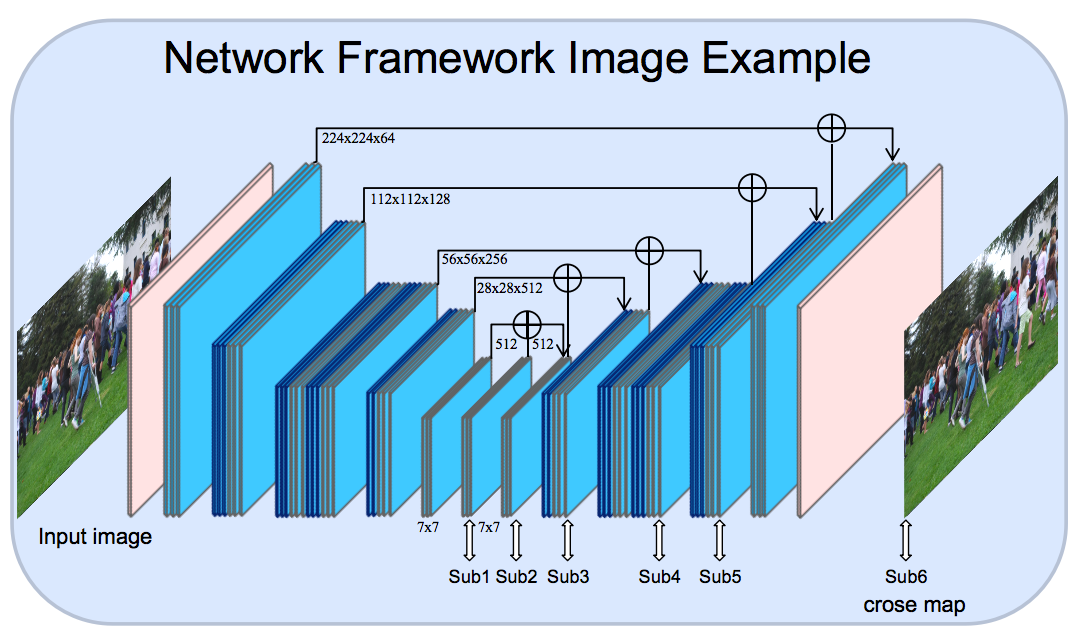 Network Framework Image Example
224x224x64
112x112x128
56x56x256
28x28x512
512 512
7x7 7x7
Input image
Sub1 Sub2 Sub3 Sub4 Sub5 Sub6
crose map